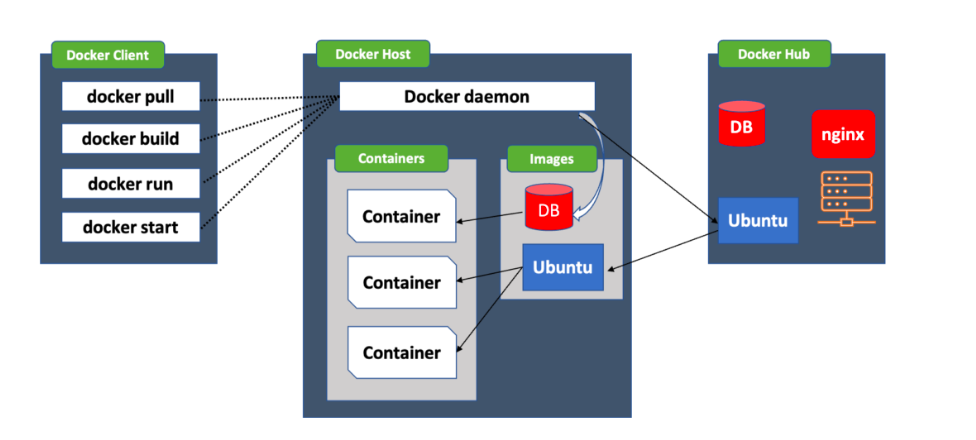 Docker Client
docker pull
docker build
docker run
docker start
Docker Host
Docker daemon
Containers
Container
Container
Container
Images
DB
Ubuntu
Docker Hub
DB
nginx
Ubuntu